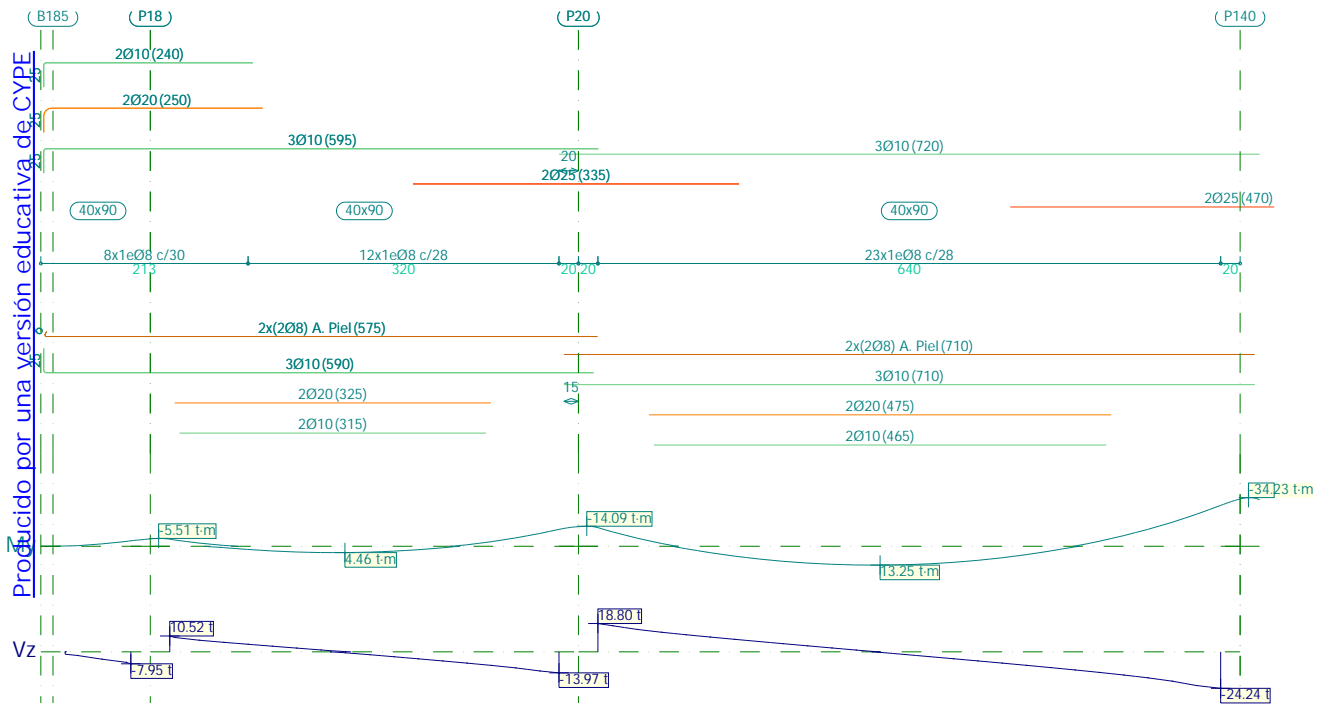 B185 P18 P20 P140
Producido por una versión educativa de CYPE
2Ø10(240)
25
2Ø20(250)
25
3Ø10(595)
25
3Ø10(720)
20
2Ø25(335)
2Ø25(470)
40x90 40x90 40x90
8x1eØ8 c/30 12x1eØ8 c/28 23x1eØ8 c/28
213 320 20 20 640 20
2x(2Ø8) A. Piel(575)
2x(2Ø8) A. Piel(710)
25
3Ø10(590)
3Ø10(710)
15
2Ø20(325)
2Ø20(475)
2Ø10(315)
2Ø10(465)
-34.23 t·m
-14.09 t·m
-5.51 t·m
4.46 t·m
13.25 t·m
18.80 t
10.52 t
Vz
-7.95 t
-13.97 t
-24.24 t